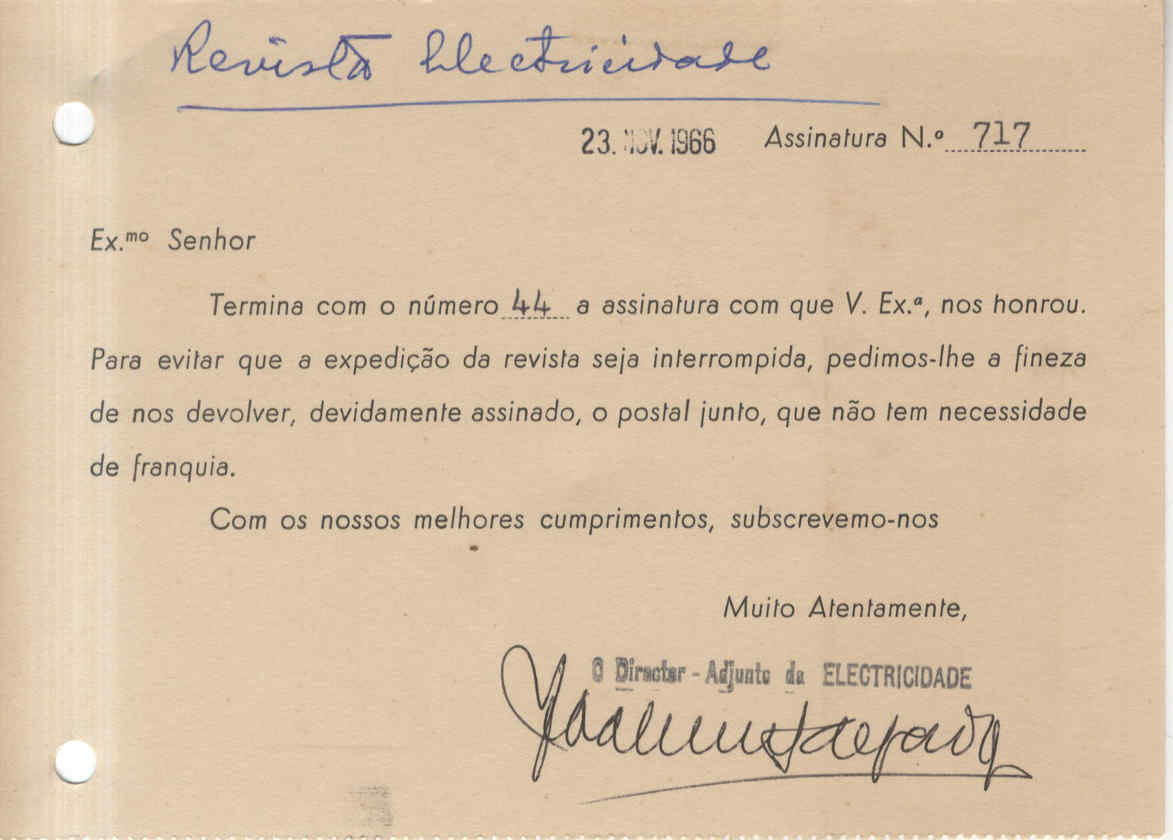 Revista Electricidade
23. NOV. 1966 Assinatura N.º 717
Ex.mo Senhor
Termina com o número 44 a assinatura com que V. Ex.ª, nos honrou.
Para evitar que a expedição da revista seja interrompida, pedimos-lhe a fineza
de nos devolver, devidamente assinado, o postal junto, que não tem necessidade
de franquia.
Com os nossos melhores cumprimentos, subscrevemo-nos
Muito Atentamente,
O Director - Adjunto da ELECTRICIDADE